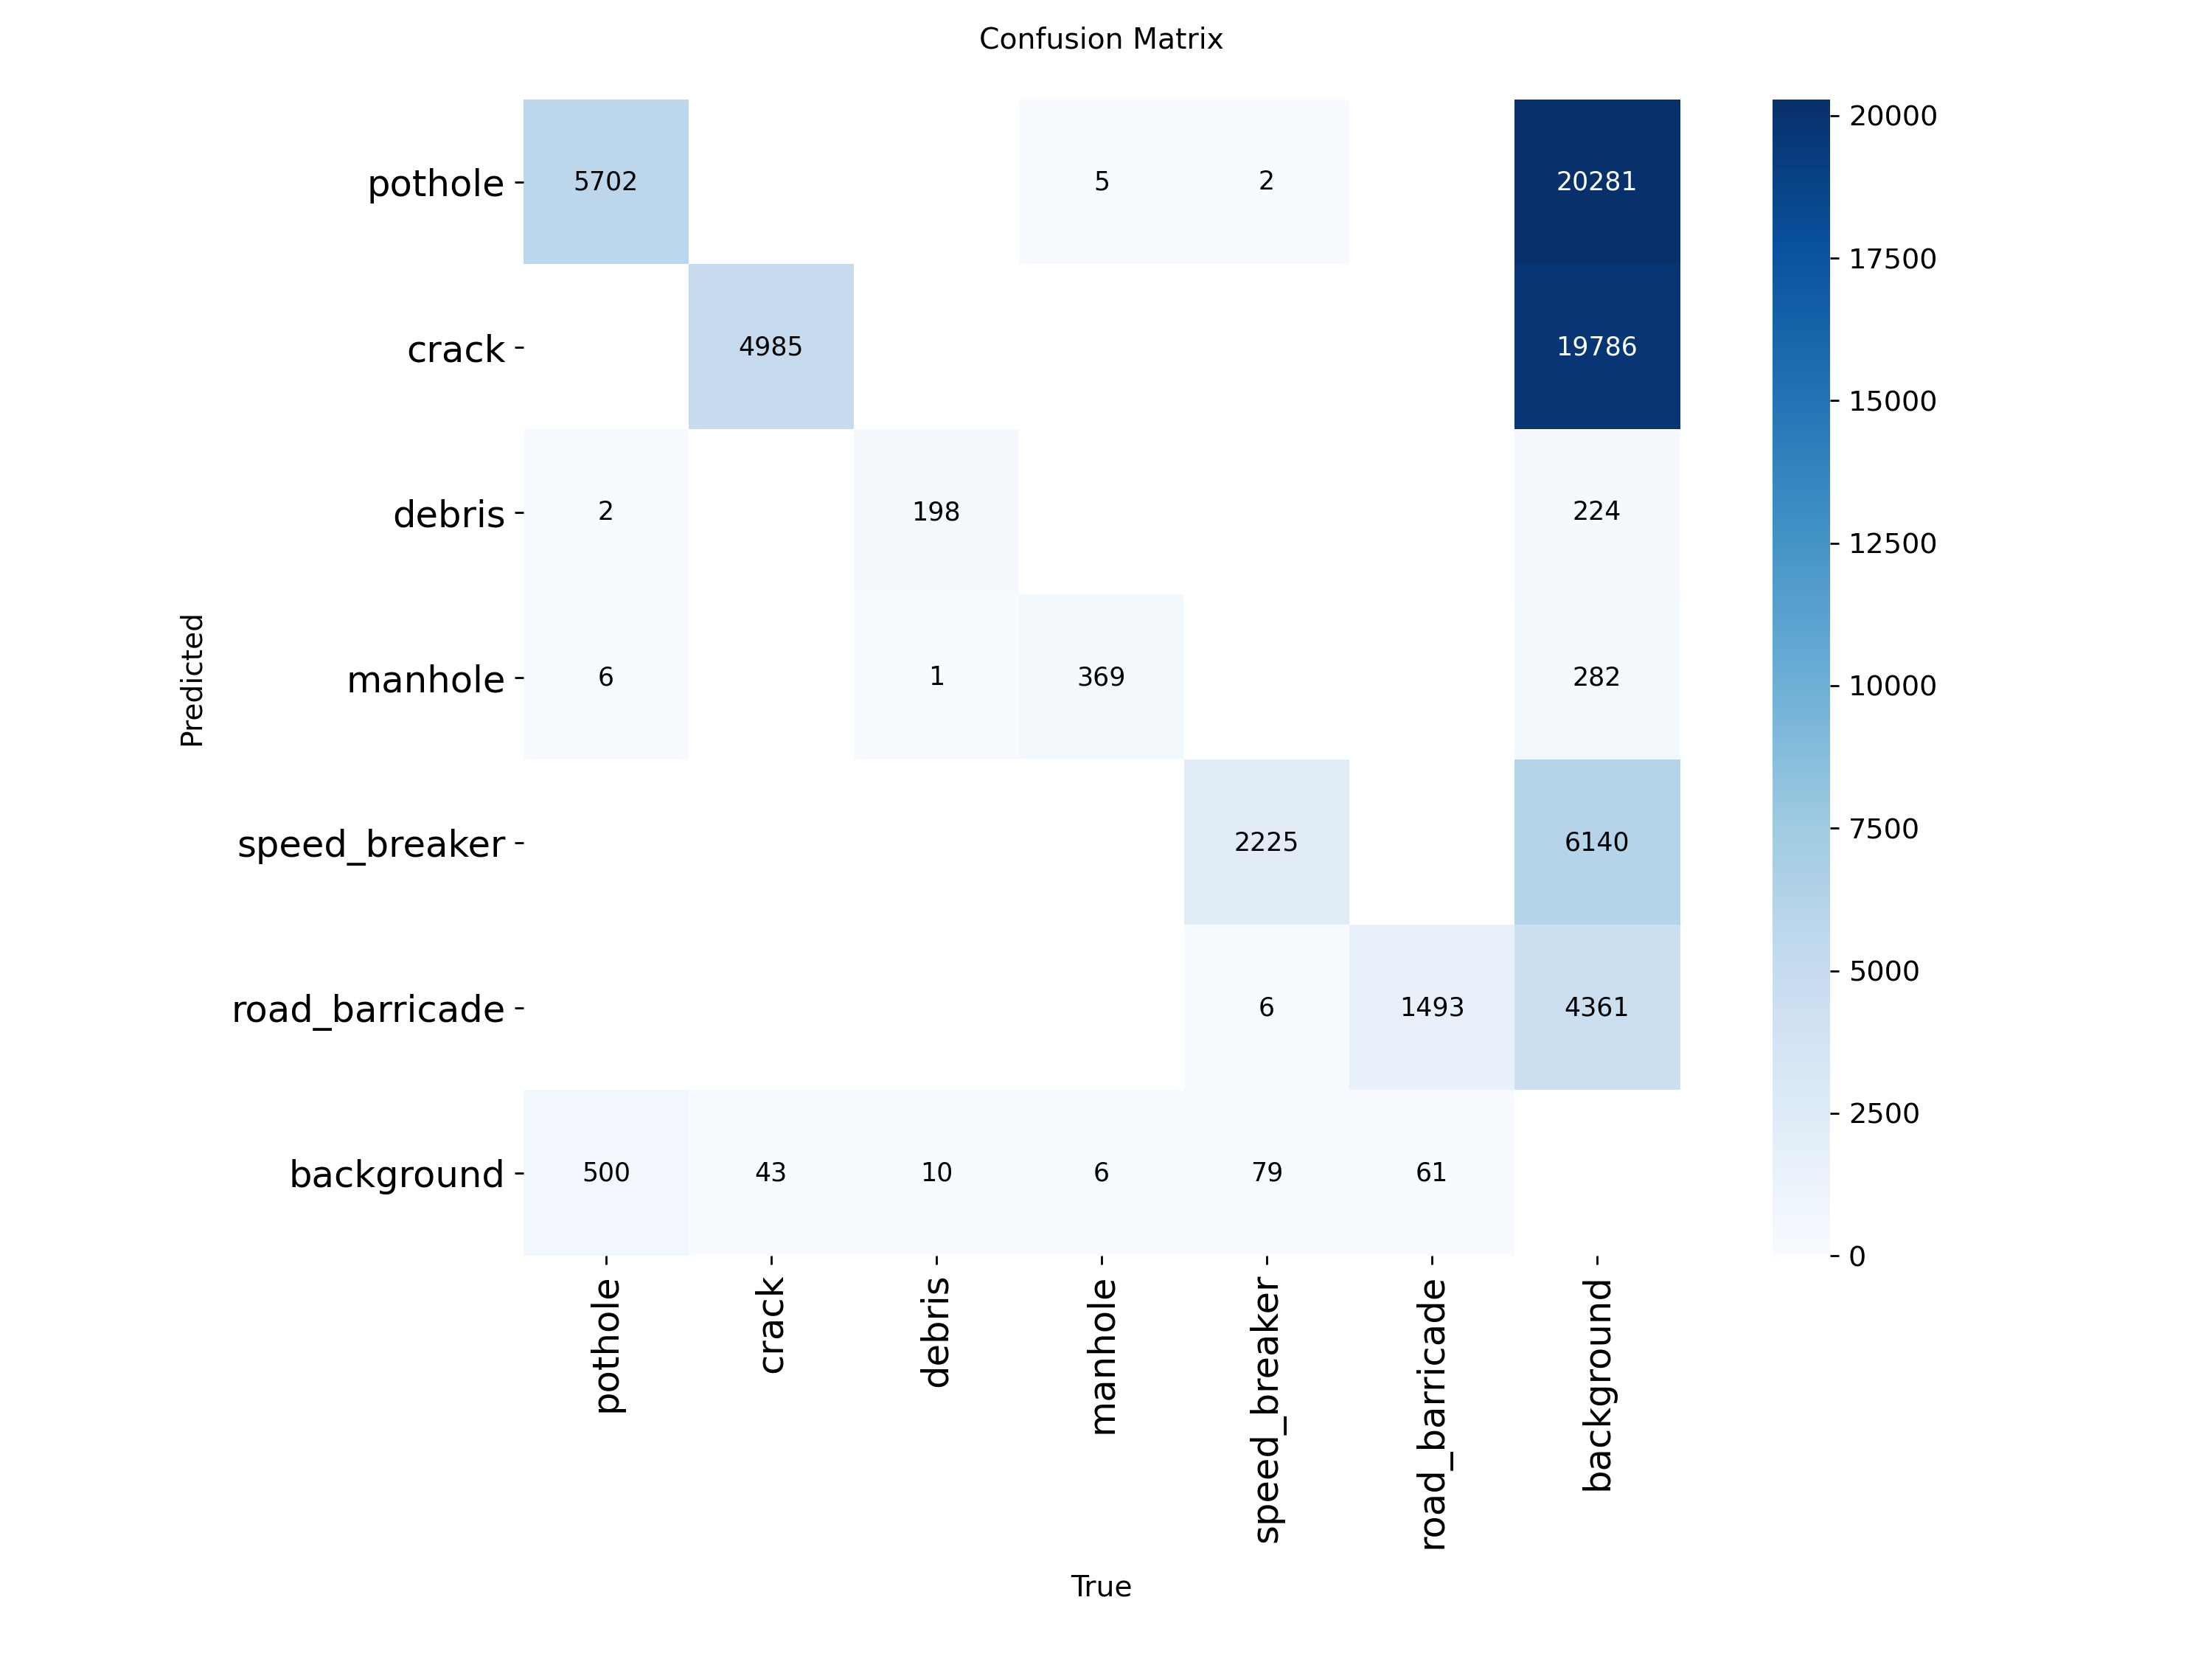 Confusion Matrix
pothole 5702 5 2 20281
crack 4985 19786
debris 2 198 224
manhole 6 1 369 282
speed_breaker 2225 6140
road_barricade 6 1493 4361
background 500 43 10 6 79 61
pothole crack debris manhole speed_breaker road_barricade background
True
Predicted
20000
17500
15000
12500
10000
7500
5000
2500
0